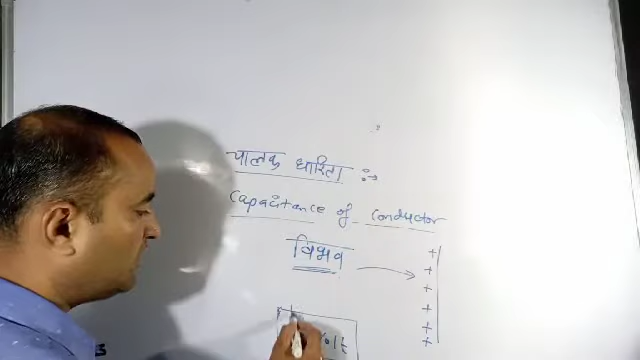 चालक धारिता :→
Capacitance of conductor
विभव
+
+
+
+
+
+